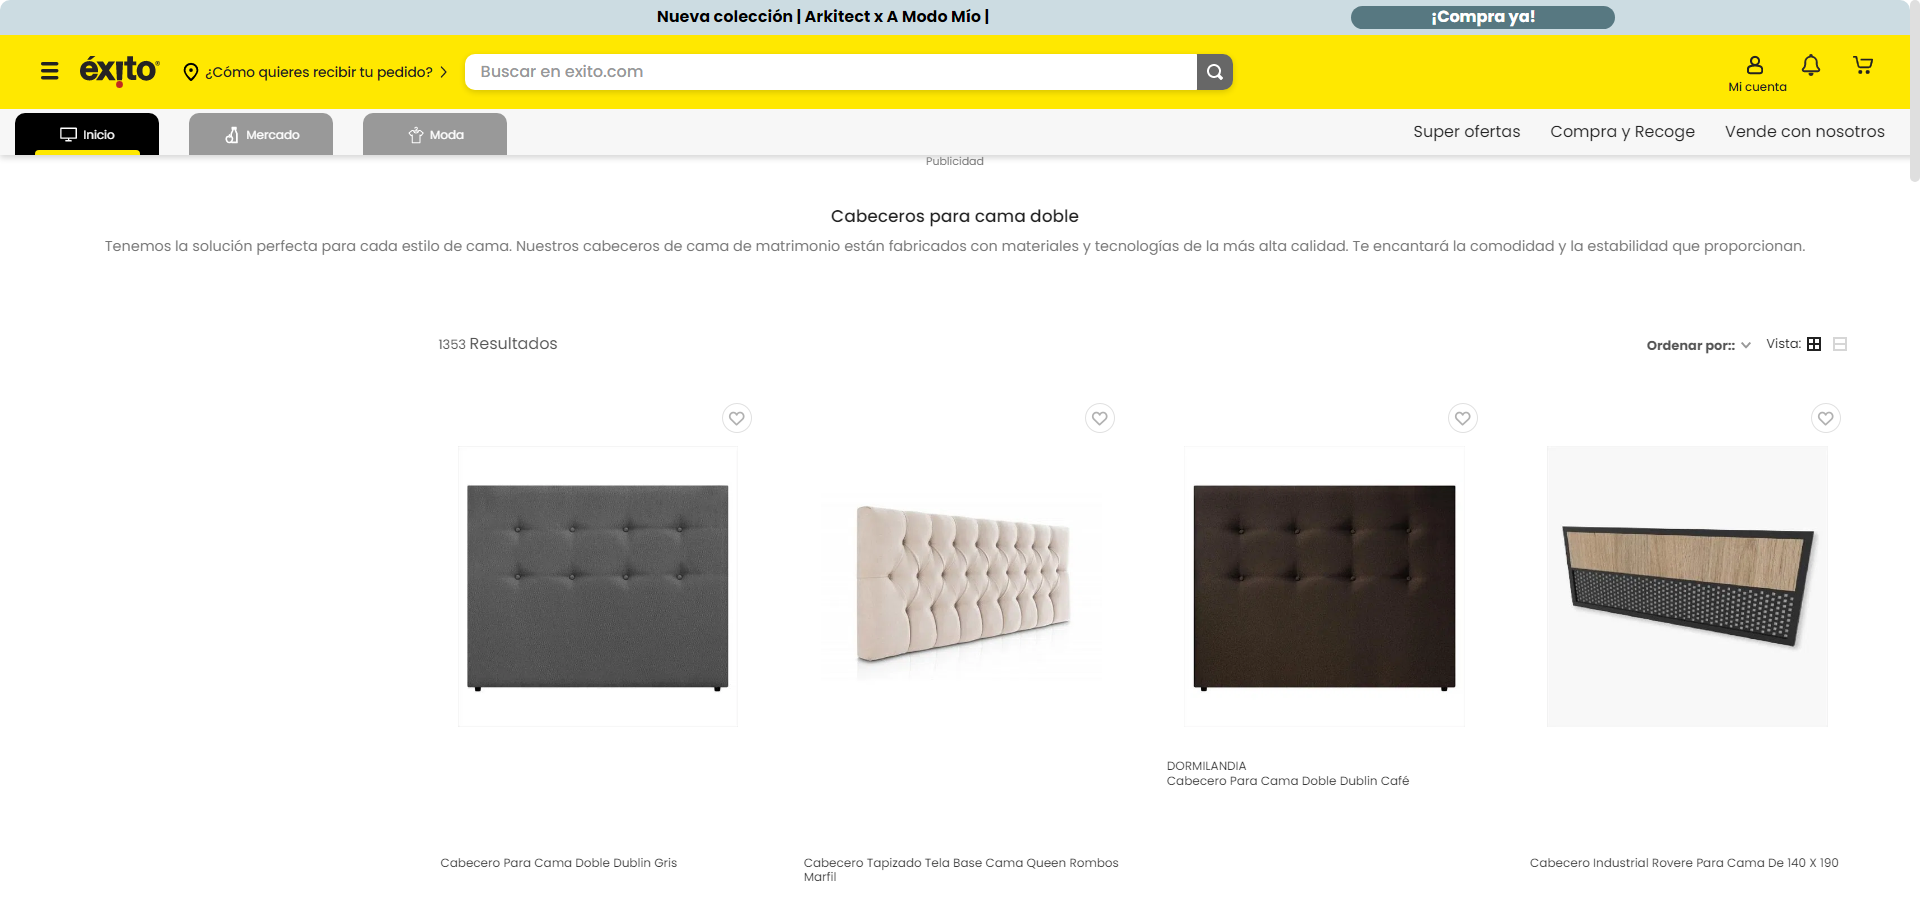 Nueva colección | Arkitect x A Modo Mío |
¡Compra ya!
éxito
¿Cómo quieres recibir tu pedido?
Buscar en exito.com
Mi cuenta
Inicio
Mercado
Moda
Super ofertas
Compra y Recoge
Vende con nosotros
Publicidad
Cabeceros para cama doble
Tenemos la solución perfecta para cada estilo de cama. Nuestros cabeceros de cama de matrimonio están fabricados con materiales y tecnologías de la más alta calidad. Te encantará la comodidad y la estabilidad que proporcionan.
1353 Resultados
Ordenar por::
Vista:
DORMILANDIA
Cabecero Para Cama Doble Dublin Café
Cabecero Para Cama Doble Dublin Gris
Cabecero Tapizado Tela Base Cama Queen Rombos
Marfil
Cabecero Industrial Rovere Para Cama De 140 X 190